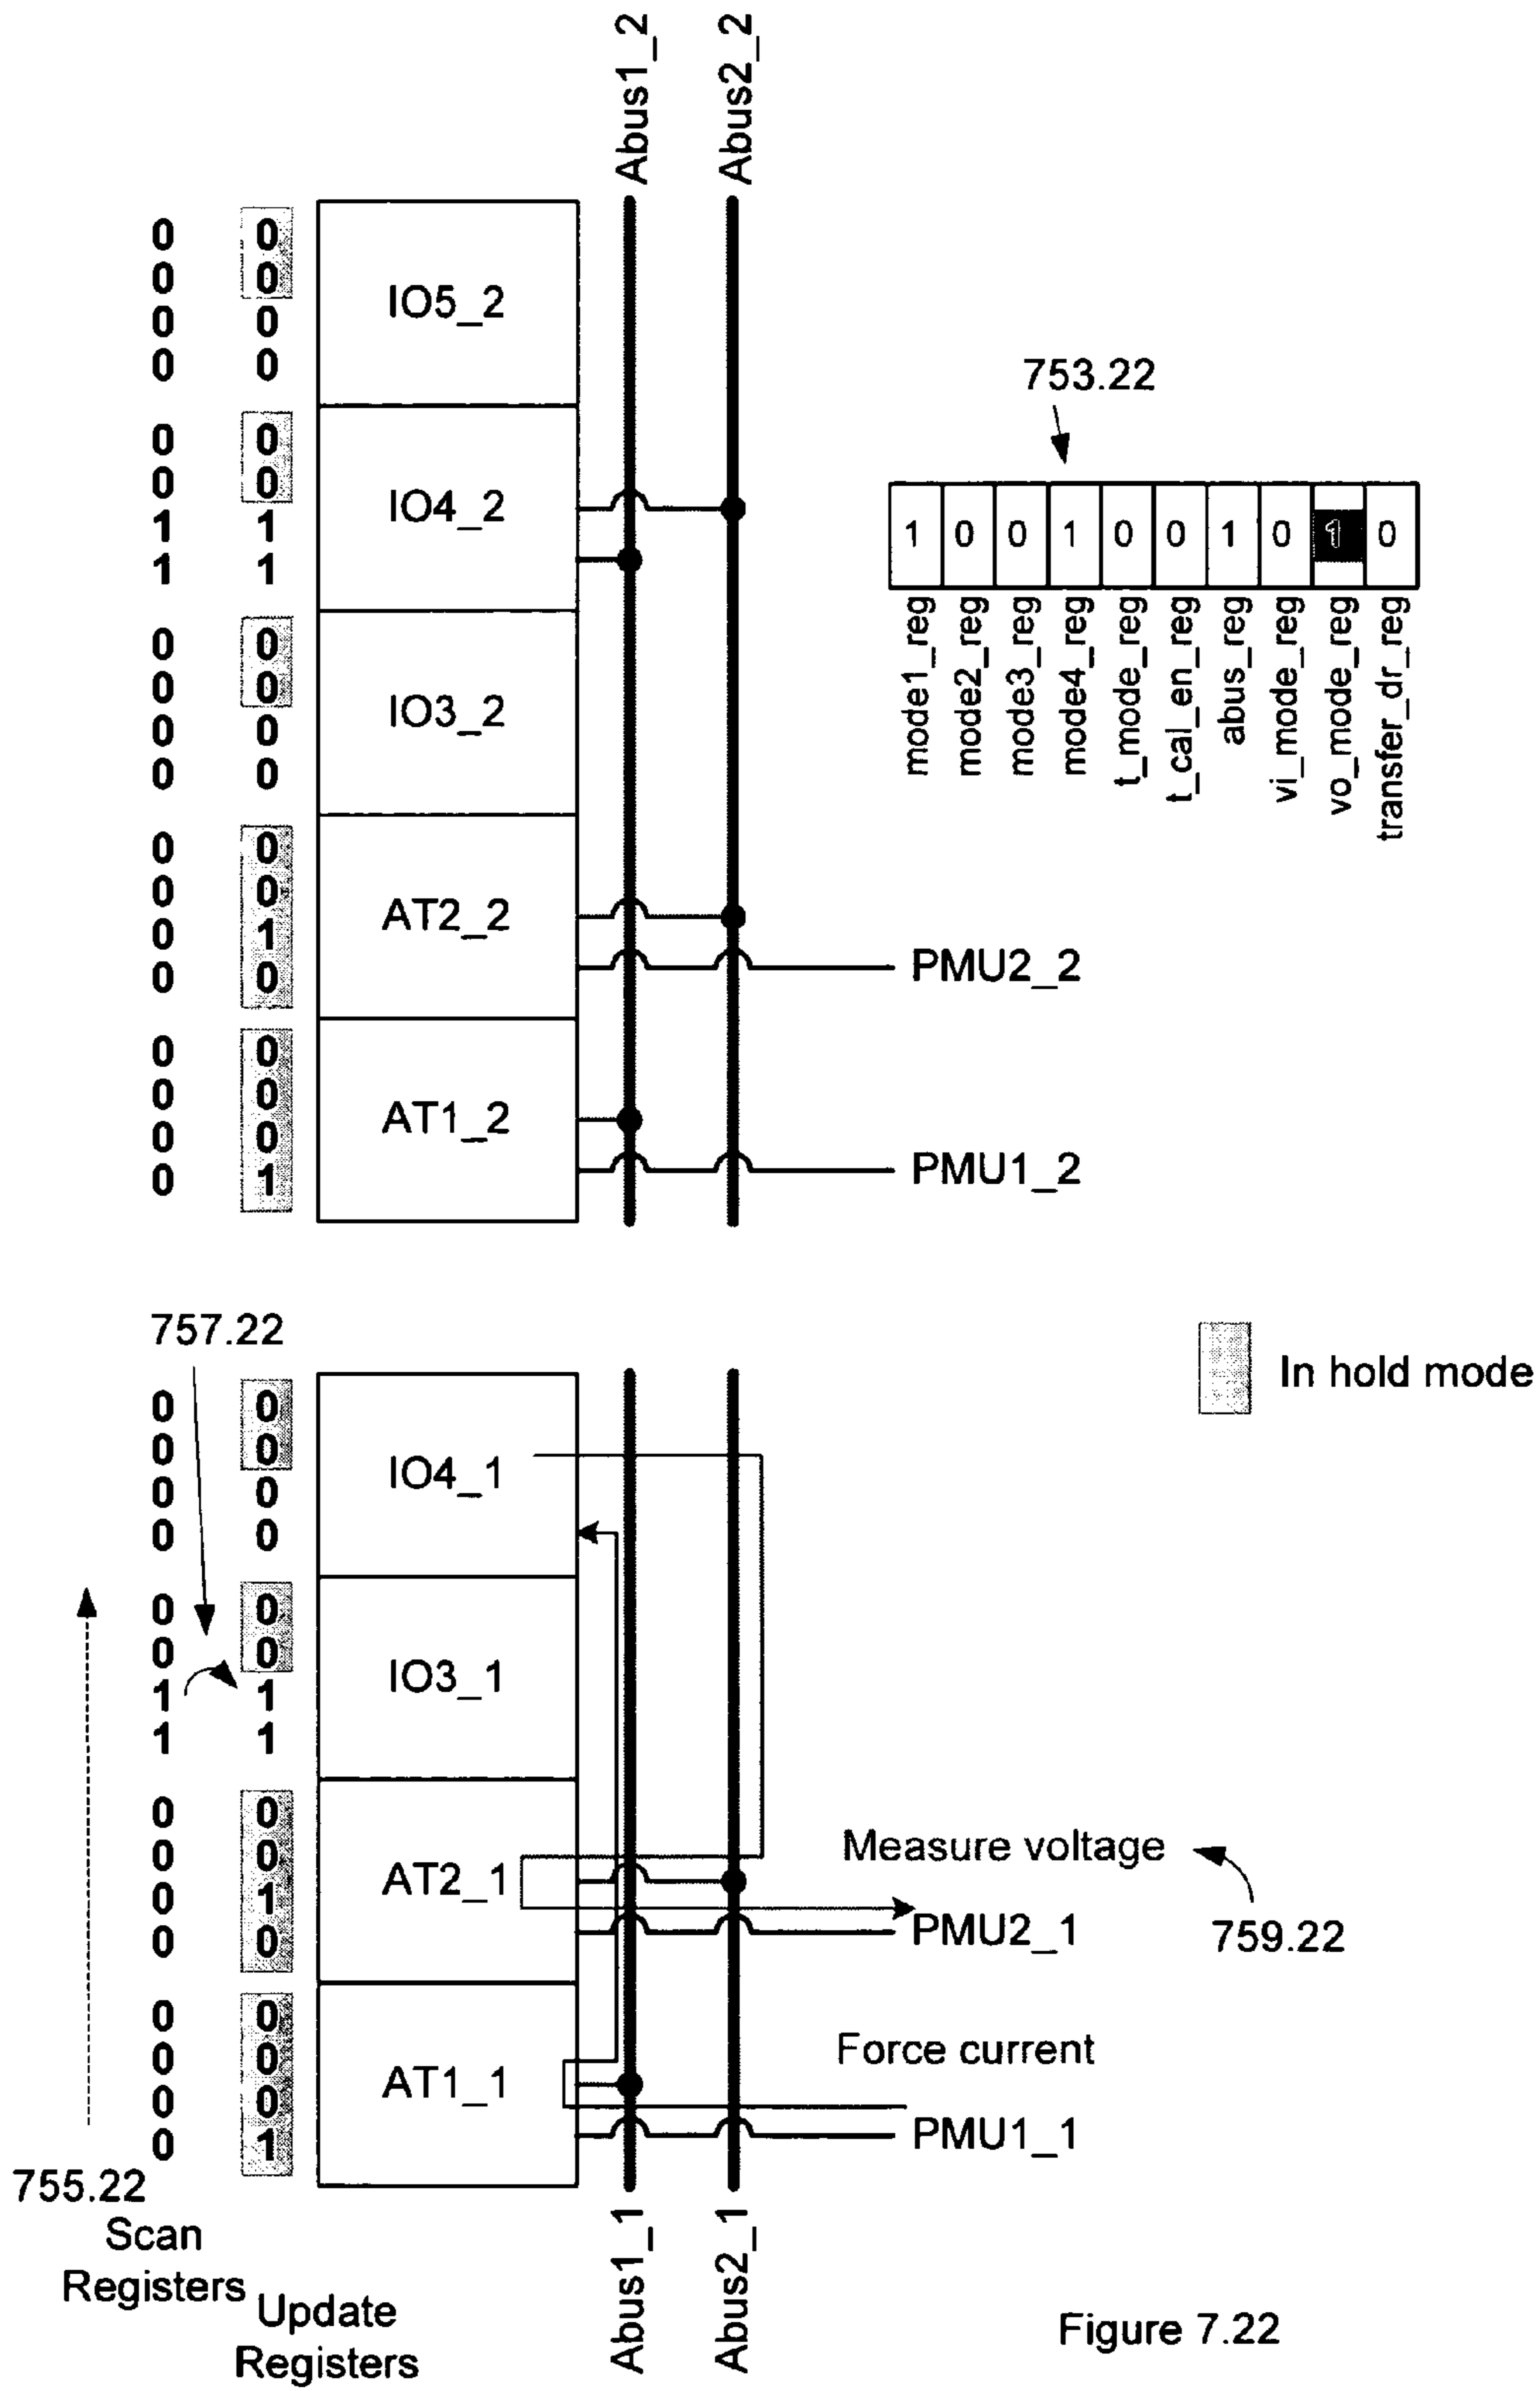 Abus1_2
Abus2_2
0 0
0 0
0 0
0 0
IO5_2
0 0
0 0
1 1
1 1
IO4_2
0 0
0 0
0 0
0 0
IO3_2
0 0
0 0
0 1
0 0
AT2_2
PMU2_2
0 0
0 0
0 0
0 1
AT1_2
PMU1_2
753.22
1 0 0 1 0 0 1 0 1 0
mode1_reg
mode2_reg
mode3_reg
mode4_reg
t_mode_reg
t_cal_en_reg
abus_reg
vi_mode_reg
vo_mode_reg
transfer_dr_reg
757.22
In hold mode
0 0
0 0
0 0
0 0
IO4_1
0 0
0 0
1 1
1 1
IO3_1
0 0
0 0
0 1
0 0
AT2_1
Measure voltage
PMU2_1
759.22
0 0
0 0
0 0
0 1
AT1_1
Force current
PMU1_1
755.22
Scan
Registers
Update
Registers
Abus1_1
Abus2_1
Figure 7.22